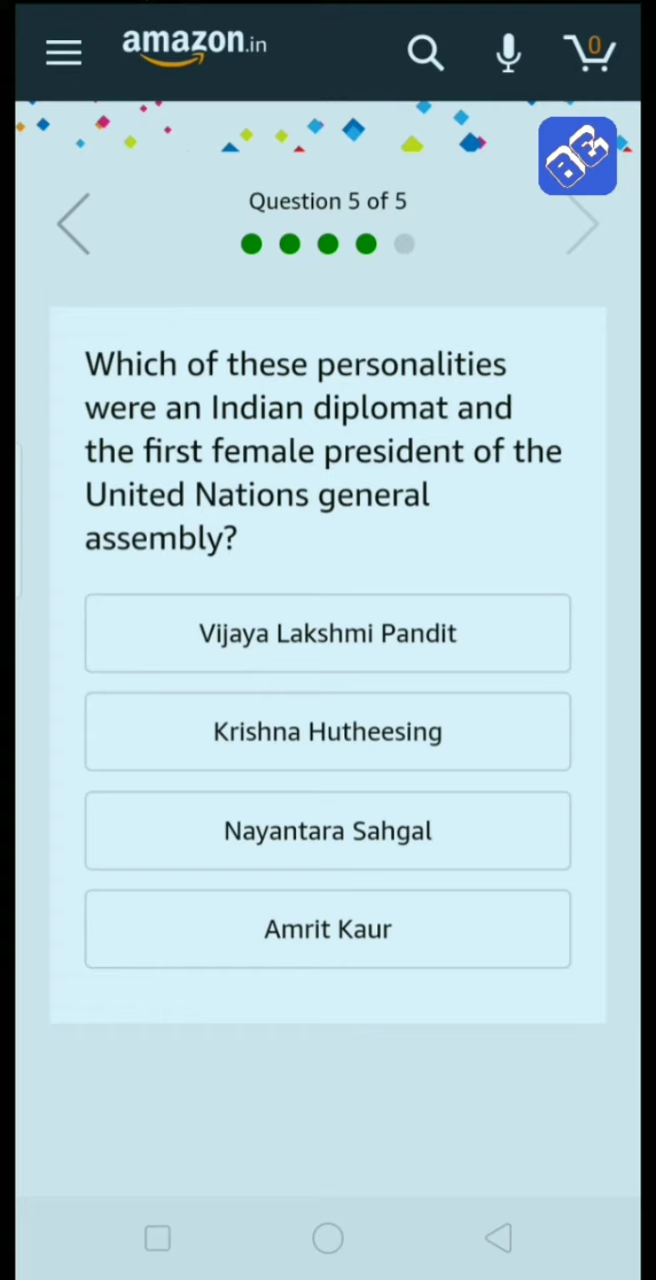 amazon.in
0
BG
Question 5 of 5
Which of these personalities
were an Indian diplomat and
the first female president of the
United Nations general
assembly?
Vijaya Lakshmi Pandit
Krishna Hutheesing
Nayantara Sahgal
Amrit Kaur